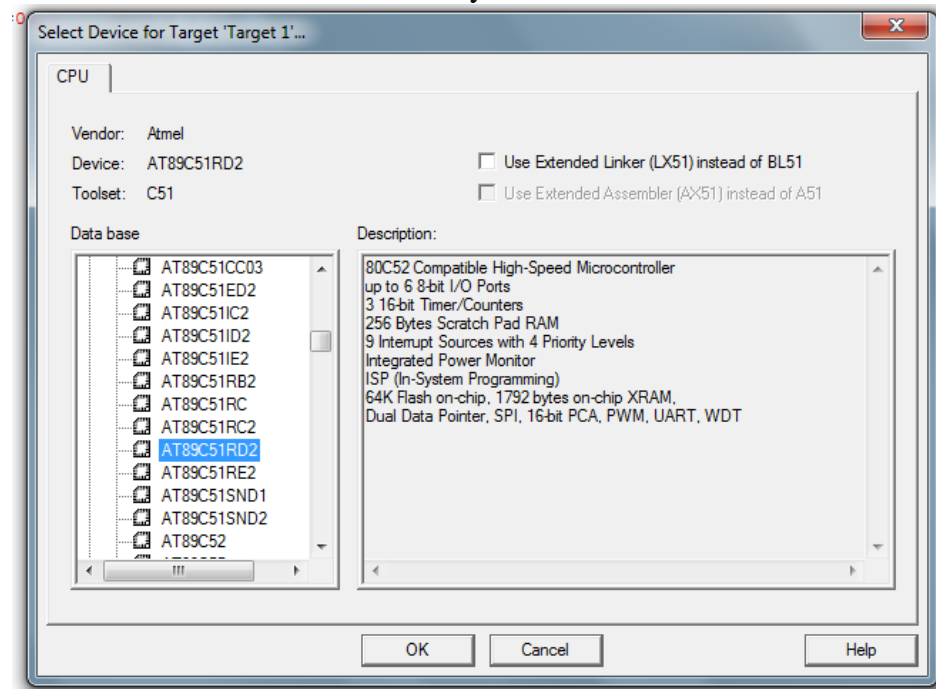 Select Device for Target 'Target 1'...
CPU
Vendor: Atmel
Device: AT89C51RD2
Use Extended Linker (LX51) instead of BL51
Toolset: C51
Use Extended Assembler (AX51) instead of A51
Data base
Description:
AT89C51CC03
AT89C51ED2
AT89C51IC2
AT89C51ID2
AT89C51IE2
AT89C51RB2
AT89C51RC
AT89C51RC2
AT89C51RD2
AT89C51RE2
AT89C51SND1
AT89C51SND2
AT89C52
80C52 Compatible High-Speed Microcontroller
up to 6 8-bit I/O Ports
3 16-bit Timer/Counters
256 Bytes Scratch Pad RAM
9 Interrupt Sources with 4 Priority Levels
Integrated Power Monitor
ISP (In-System Programming)
64K Flash on-chip, 1792 bytes on-chip XRAM,
Dual Data Pointer, SPI, 16-bit PCA, PWM, UART, WDT
OK
Cancel
Help